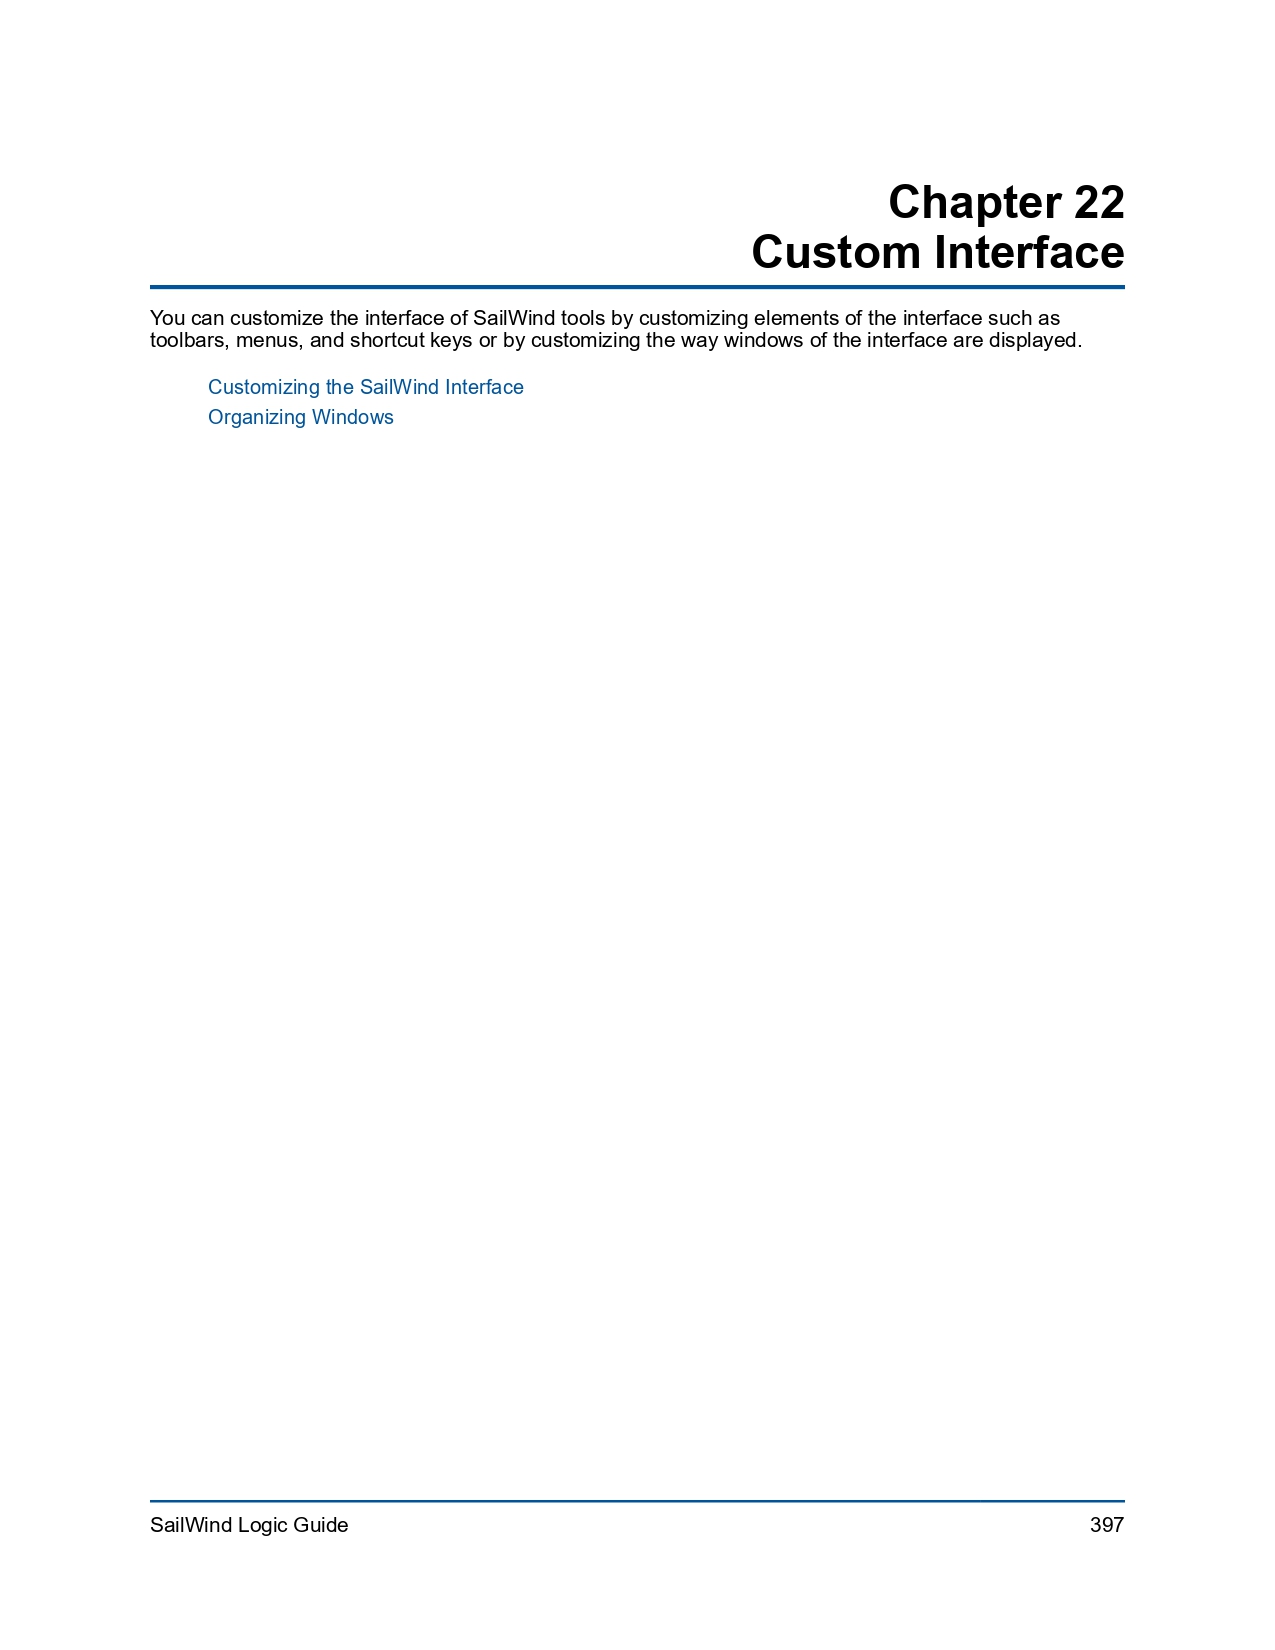 Chapter 22
Custom Interface
You can customize the interface of SailWind tools by customizing elements of the interface such as
toolbars, menus, and shortcut keys or by customizing the way windows of the interface are displayed.
Customizing the SailWind Interface
Organizing Windows
SailWind Logic Guide 397